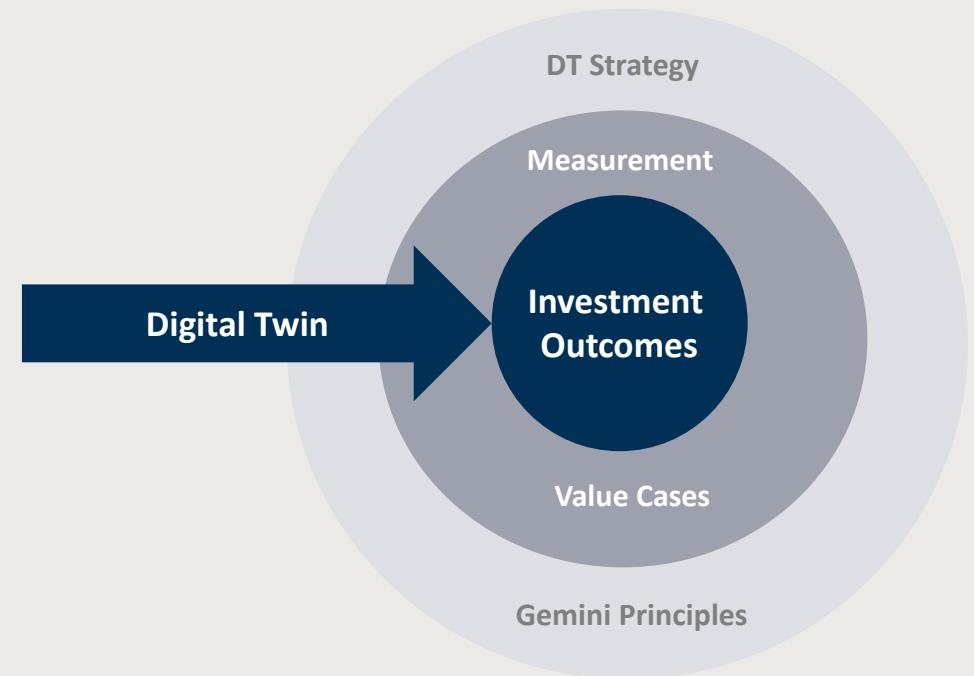 DT Strategy
Measurement
Digital Twin
Investment
Outcomes
Value Cases
Gemini Principles